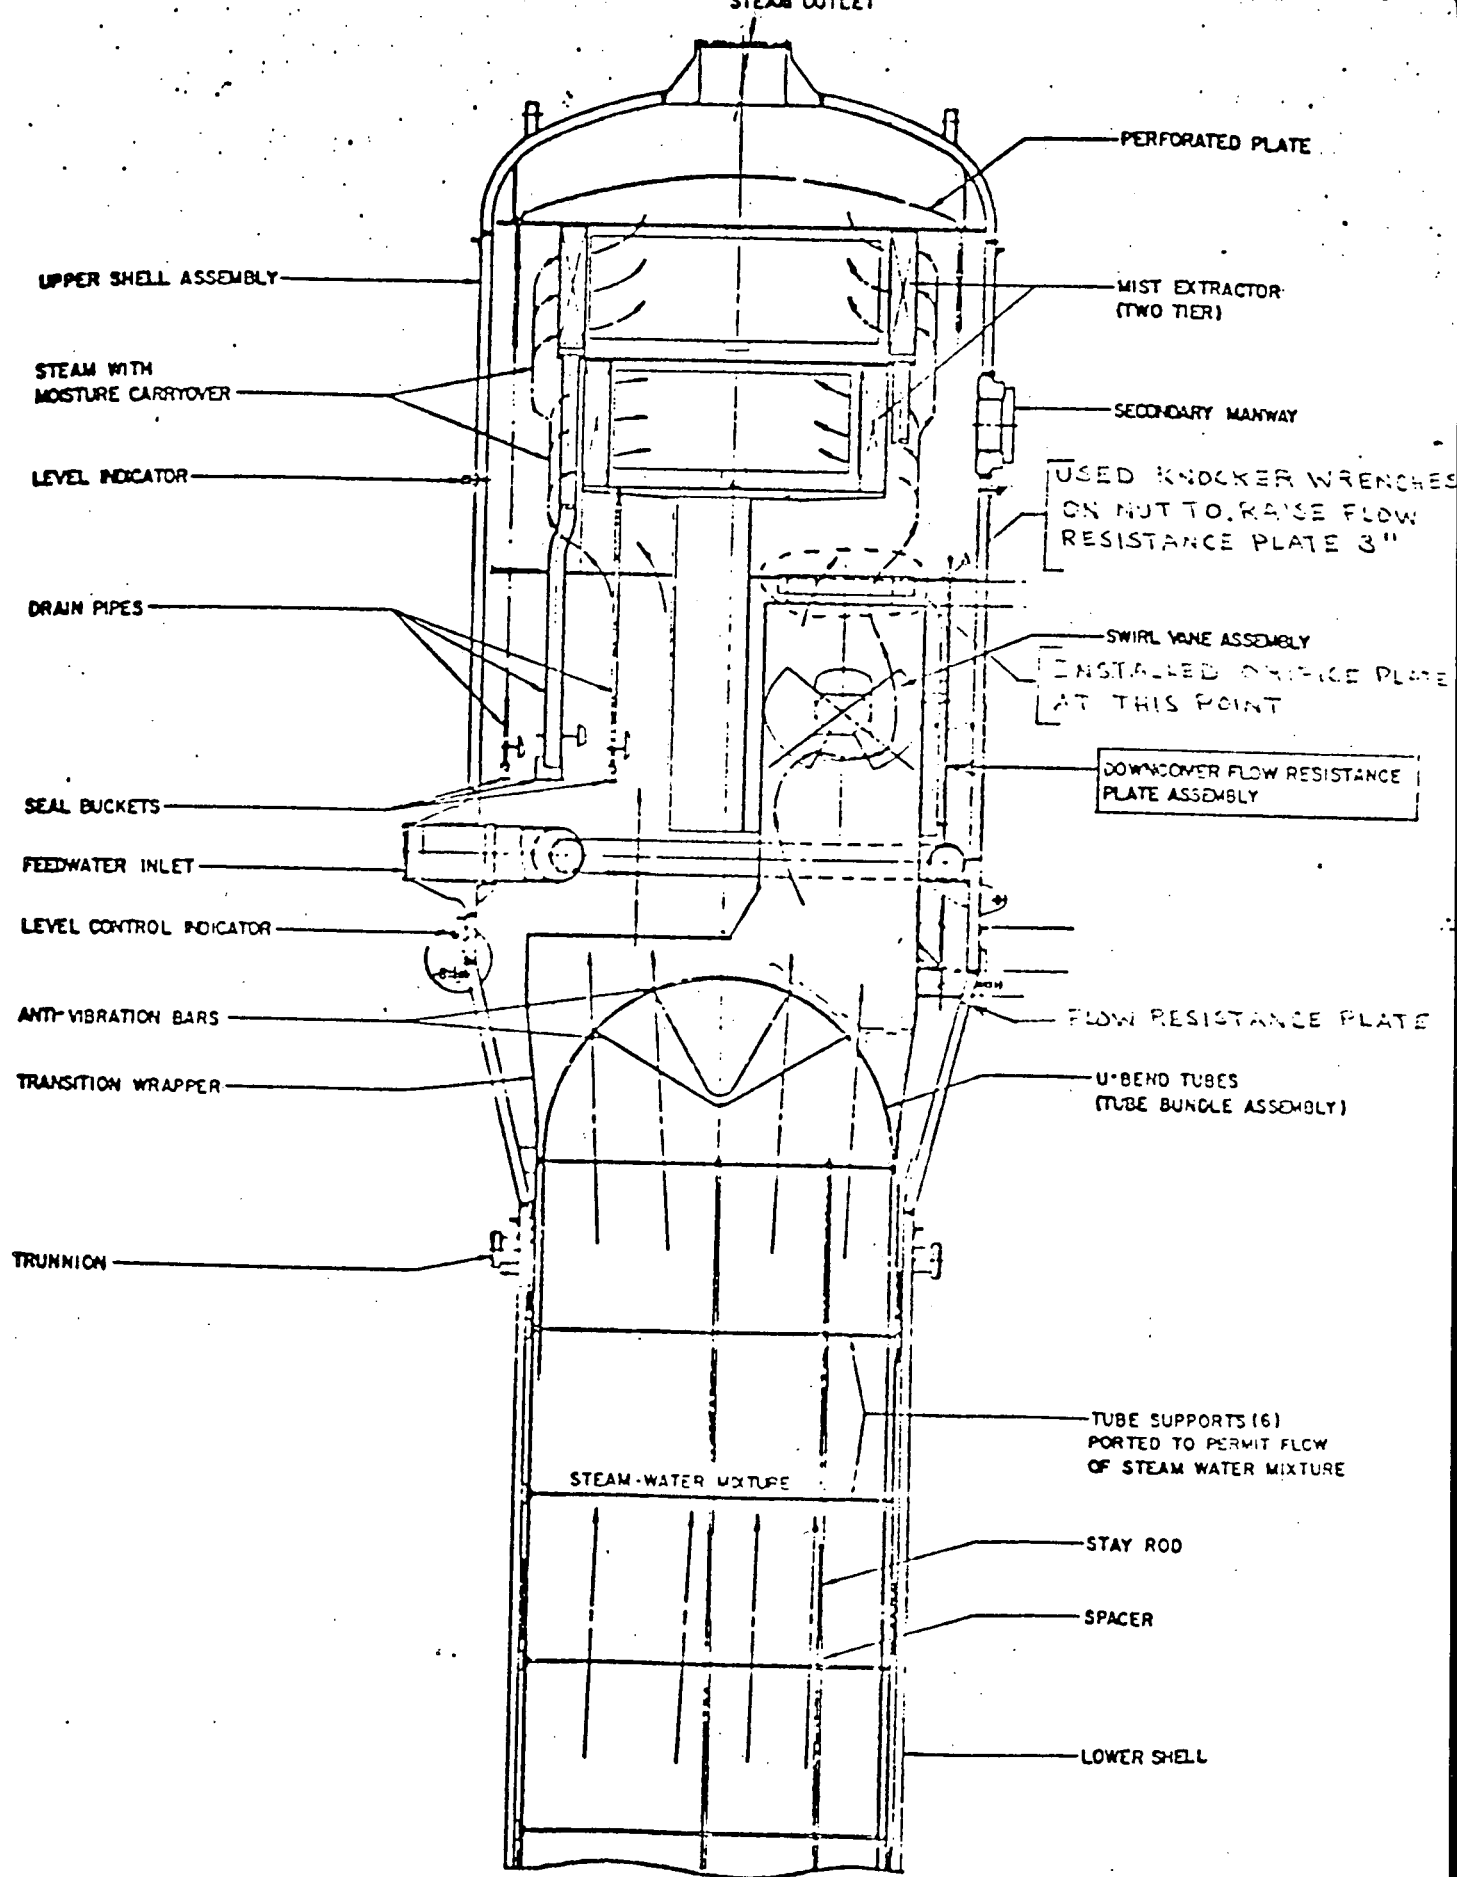 STEAM OUTLET
PERFORATED PLATE
UPPER SHELL ASSEMBLY
MIST EXTRACTOR
(TWO TIER)
STEAM WITH
MOISTURE CARRYOVER
SECONDARY MANWAY
LEVEL INDICATOR
USED KNOCKER WRENCHES
ON NUT TO RAISE FLOW
RESISTANCE PLATE 3"
DRAIN PIPES
SWIRL VANE ASSEMBLY
INSTALLED ORIFICE PLATE
AT THIS POINT
DOWNCOMER FLOW RESISTANCE
PLATE ASSEMBLY
SEAL BUCKETS
FEEDWATER INLET
LEVEL CONTROL INDICATOR
ANTI-VIBRATION BARS
FLOW RESISTANCE PLATE
TRANSITION WRAPPER
U-BEND TUBES
(TUBE BUNDLE ASSEMBLY)
TRUNNION
TUBE SUPPORTS (6)
PORTED TO PERMIT FLOW
OF STEAM WATER MIXTURE
STEAM-WATER MIXTURE
STAY ROD
SPACER
LOWER SHELL